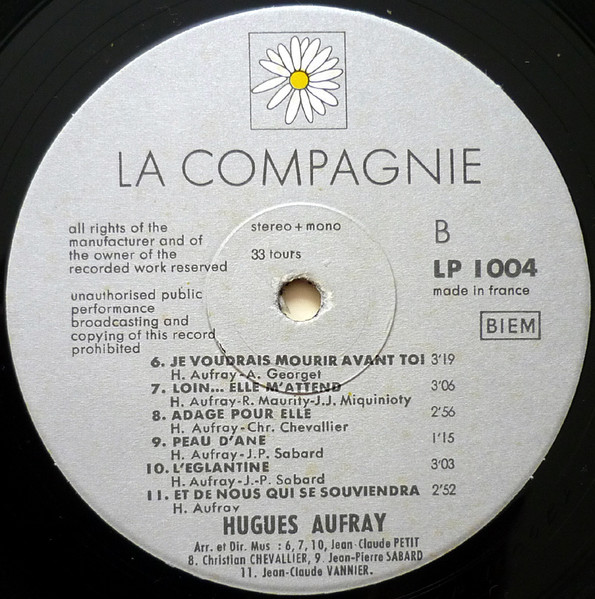 LA COMPAGNIE
all rights of the
manufacturer and of
the owner of the
recorded work reserved
unauthorised public
performance
broadcasting and
copying of this record
prohibited
stereo + mono
33 tours
B
LP 1004
made in france
BIEM
6. JE VOUDRAIS MOURIR AVANT TOI 3'19
H. Aufray-A. Georget
7. LOIN... ELLE M'ATTEND 3'06
H. Aufray-R. Maurity-J.J. Miquinioty
8. ADAGE POUR ELLE 2'56
H. Aufray-Chr. Chevallier
9. PEAU D'ANE 1'15
H. Aufray-J.P. Sabard
10. L'EGLANTINE 3'03
H. Aufray-J.-P. Sabard
11. ET DE NOUS QUI SE SOUVIENDRA 2'52
H. Aufray
HUGUES AUFRAY
Arr. et Dir. Mus : 6, 7, 10, Jean-Claude PETIT
8. Christian CHEVALLIER, 9. Jean-Pierre SABARD
11. Jean-Claude VANNIER.